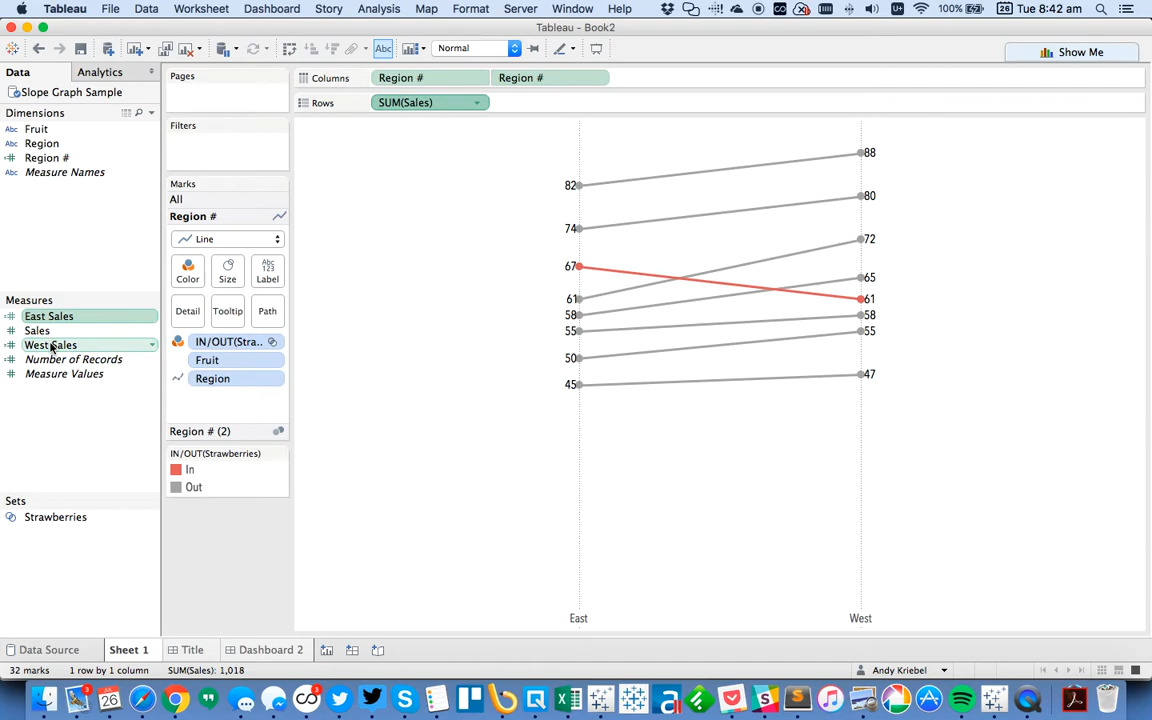 Tableau File Data Worksheet Dashboard Story Analysis Map Format Server Window Help 100% Tue 8:42 am
Tableau - Book2
Abc Normal Show Me
Data Analytics
Slope Graph Sample
Dimensions
Abc Fruit
Abc Region
Region #
Abc Measure Names
Measures
East Sales
Sales
West Sales
Number of Records
Measure Values
Sets
Strawberries
Pages
Filters
Marks
All
Region #
Line
Color Size Abc 123 Label
Detail Tooltip Path
IN/OUT(Stra..
Fruit
Region
Region # (2)
IN/OUT(Strawberries)
In
Out
Columns Region # Region #
Rows SUM(Sales)
88
82
80
74
72
67
65
61 61
58 58
55 55
50
47
45
East West
Data Source Sheet 1 Title Dashboard 2
32 marks 1 row by 1 column SUM(Sales): 1,018 Andy Kriebel